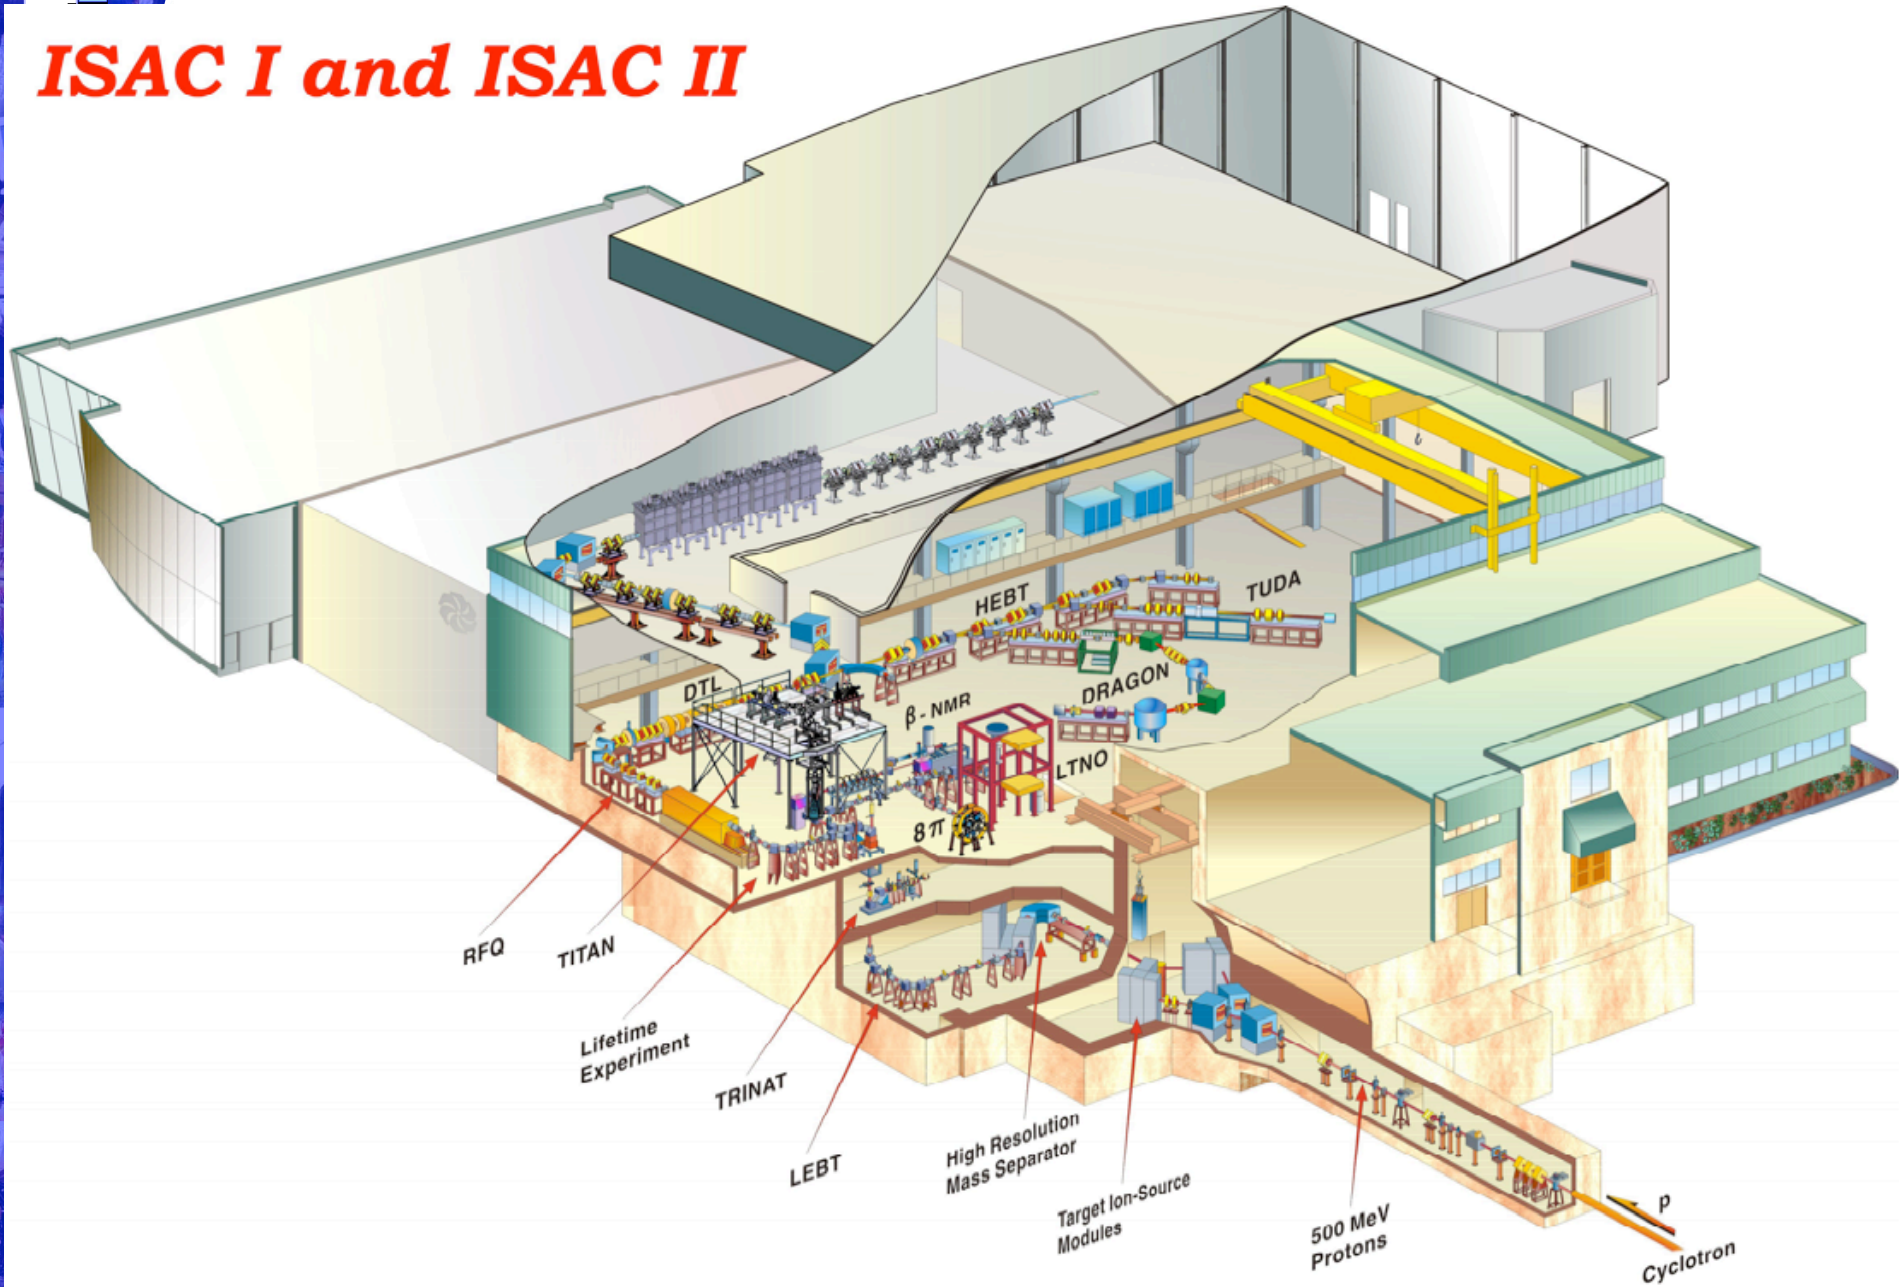 ISAC I and ISAC II
HEBT
TUDA
DTL
β - NMR
DRAGON
LTNO
8π
RFQ
TITAN
Lifetime
Experiment
TRINAT
LEBT
High Resolution
Mass Separator
Target Ion-Source
Modules
500 MeV
Protons
p
Cyclotron